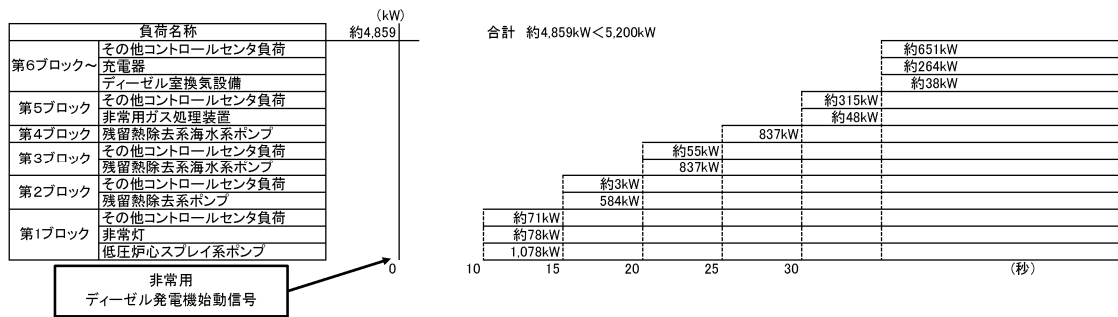 (kW)
負荷名称 約4,859 合計 約4,859kW<5,200kW
第6ブロック~ その他コントロールセンタ負荷 約651kW
充電器 約264kW
ディーゼル室換気設備 約38kW
第5ブロック その他コントロールセンタ負荷 約315kW
非常用ガス処理装置 約48kW
第4ブロック 残留熱除去系海水系ポンプ 837kW
第3ブロック その他コントロールセンタ負荷 約55kW
残留熱除去系海水系ポンプ 837kW
第2ブロック その他コントロールセンタ負荷 約3kW
残留熱除去系ポンプ 584kW
第1ブロック その他コントロールセンタ負荷 約71kW
非常灯 約78kW
低圧炉心スプレイ系ポンプ 1,078kW
0 10 15 20 25 30 (秒)
非常用
ディーゼル発電機始動信号